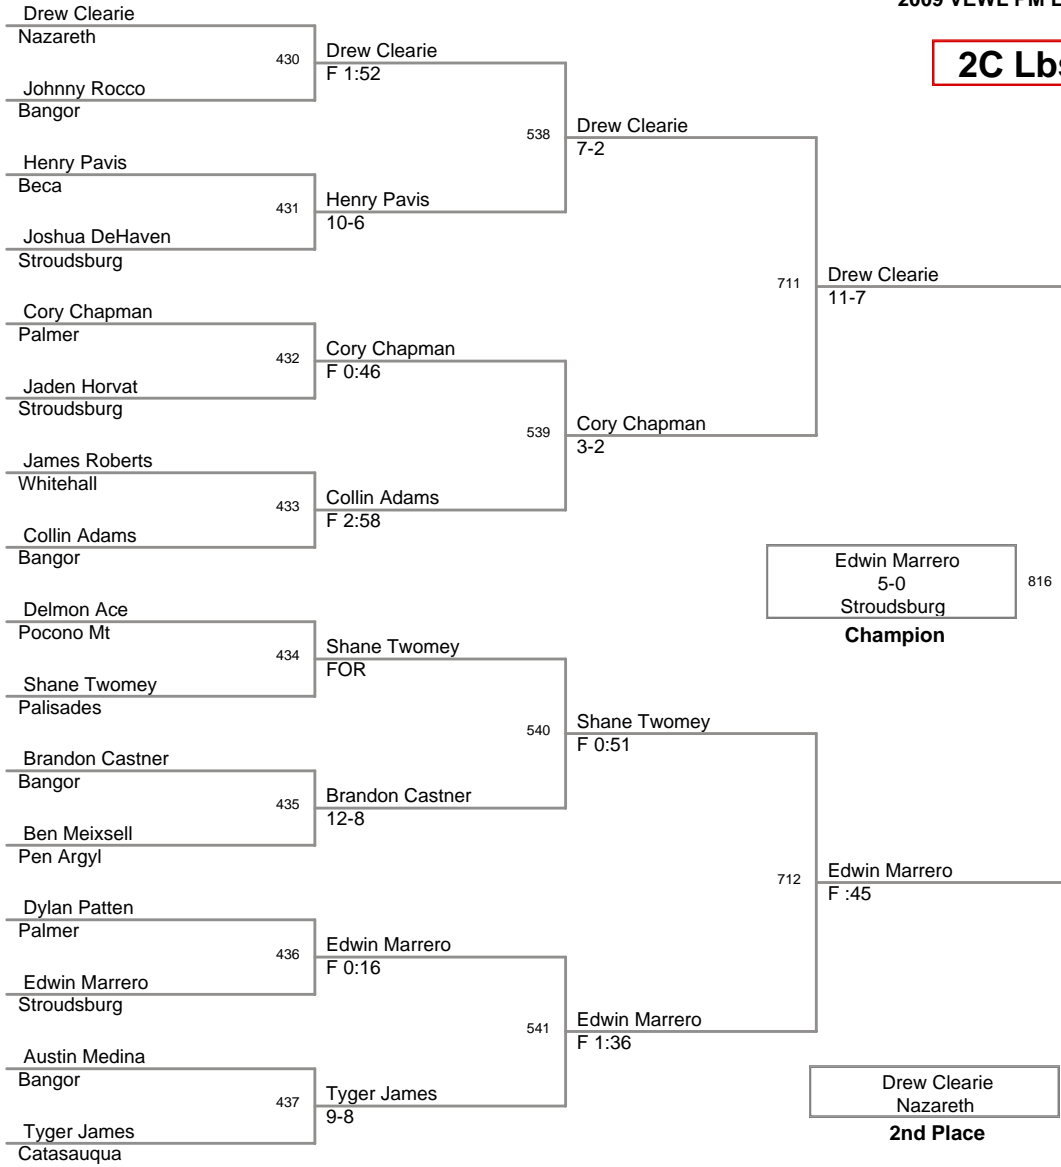 2009 VEWL PM
2C Lbs
Drew Clearie
Nazareth
430
Johnny Rocco
Bangor
Drew Clearie
F 1:52
Henry Pavis
Beca
431
Joshua DeHaven
Stroudsburg
Henry Pavis
10-6
538
Drew Clearie
7-2
Cory Chapman
Palmer
432
Jaden Horvat
Stroudsburg
Cory Chapman
F 0:46
James Roberts
Whitehall
433
Collin Adams
Bangor
Collin Adams
F 2:58
539
Cory Chapman
3-2
711
Drew Clearie
11-7
Edwin Marrero
5-0
Stroudsburg
816
Champion
Delmon Ace
Pocono Mt
434
Shane Twomey
Palisades
Shane Twomey
FOR
Brandon Castner
Bangor
435
Ben Meixsell
Pen Argyl
Brandon Castner
12-8
540
Shane Twomey
F 0:51
Dylan Patten
Palmer
436
Edwin Marrero
Stroudsburg
Edwin Marrero
F 0:16
Austin Medina
Bangor
437
Tyger James
Catasauqua
Tyger James
9-8
541
Edwin Marrero
F 1:36
712
Edwin Marrero
F :45
Drew Clearie
Nazareth
2nd Place